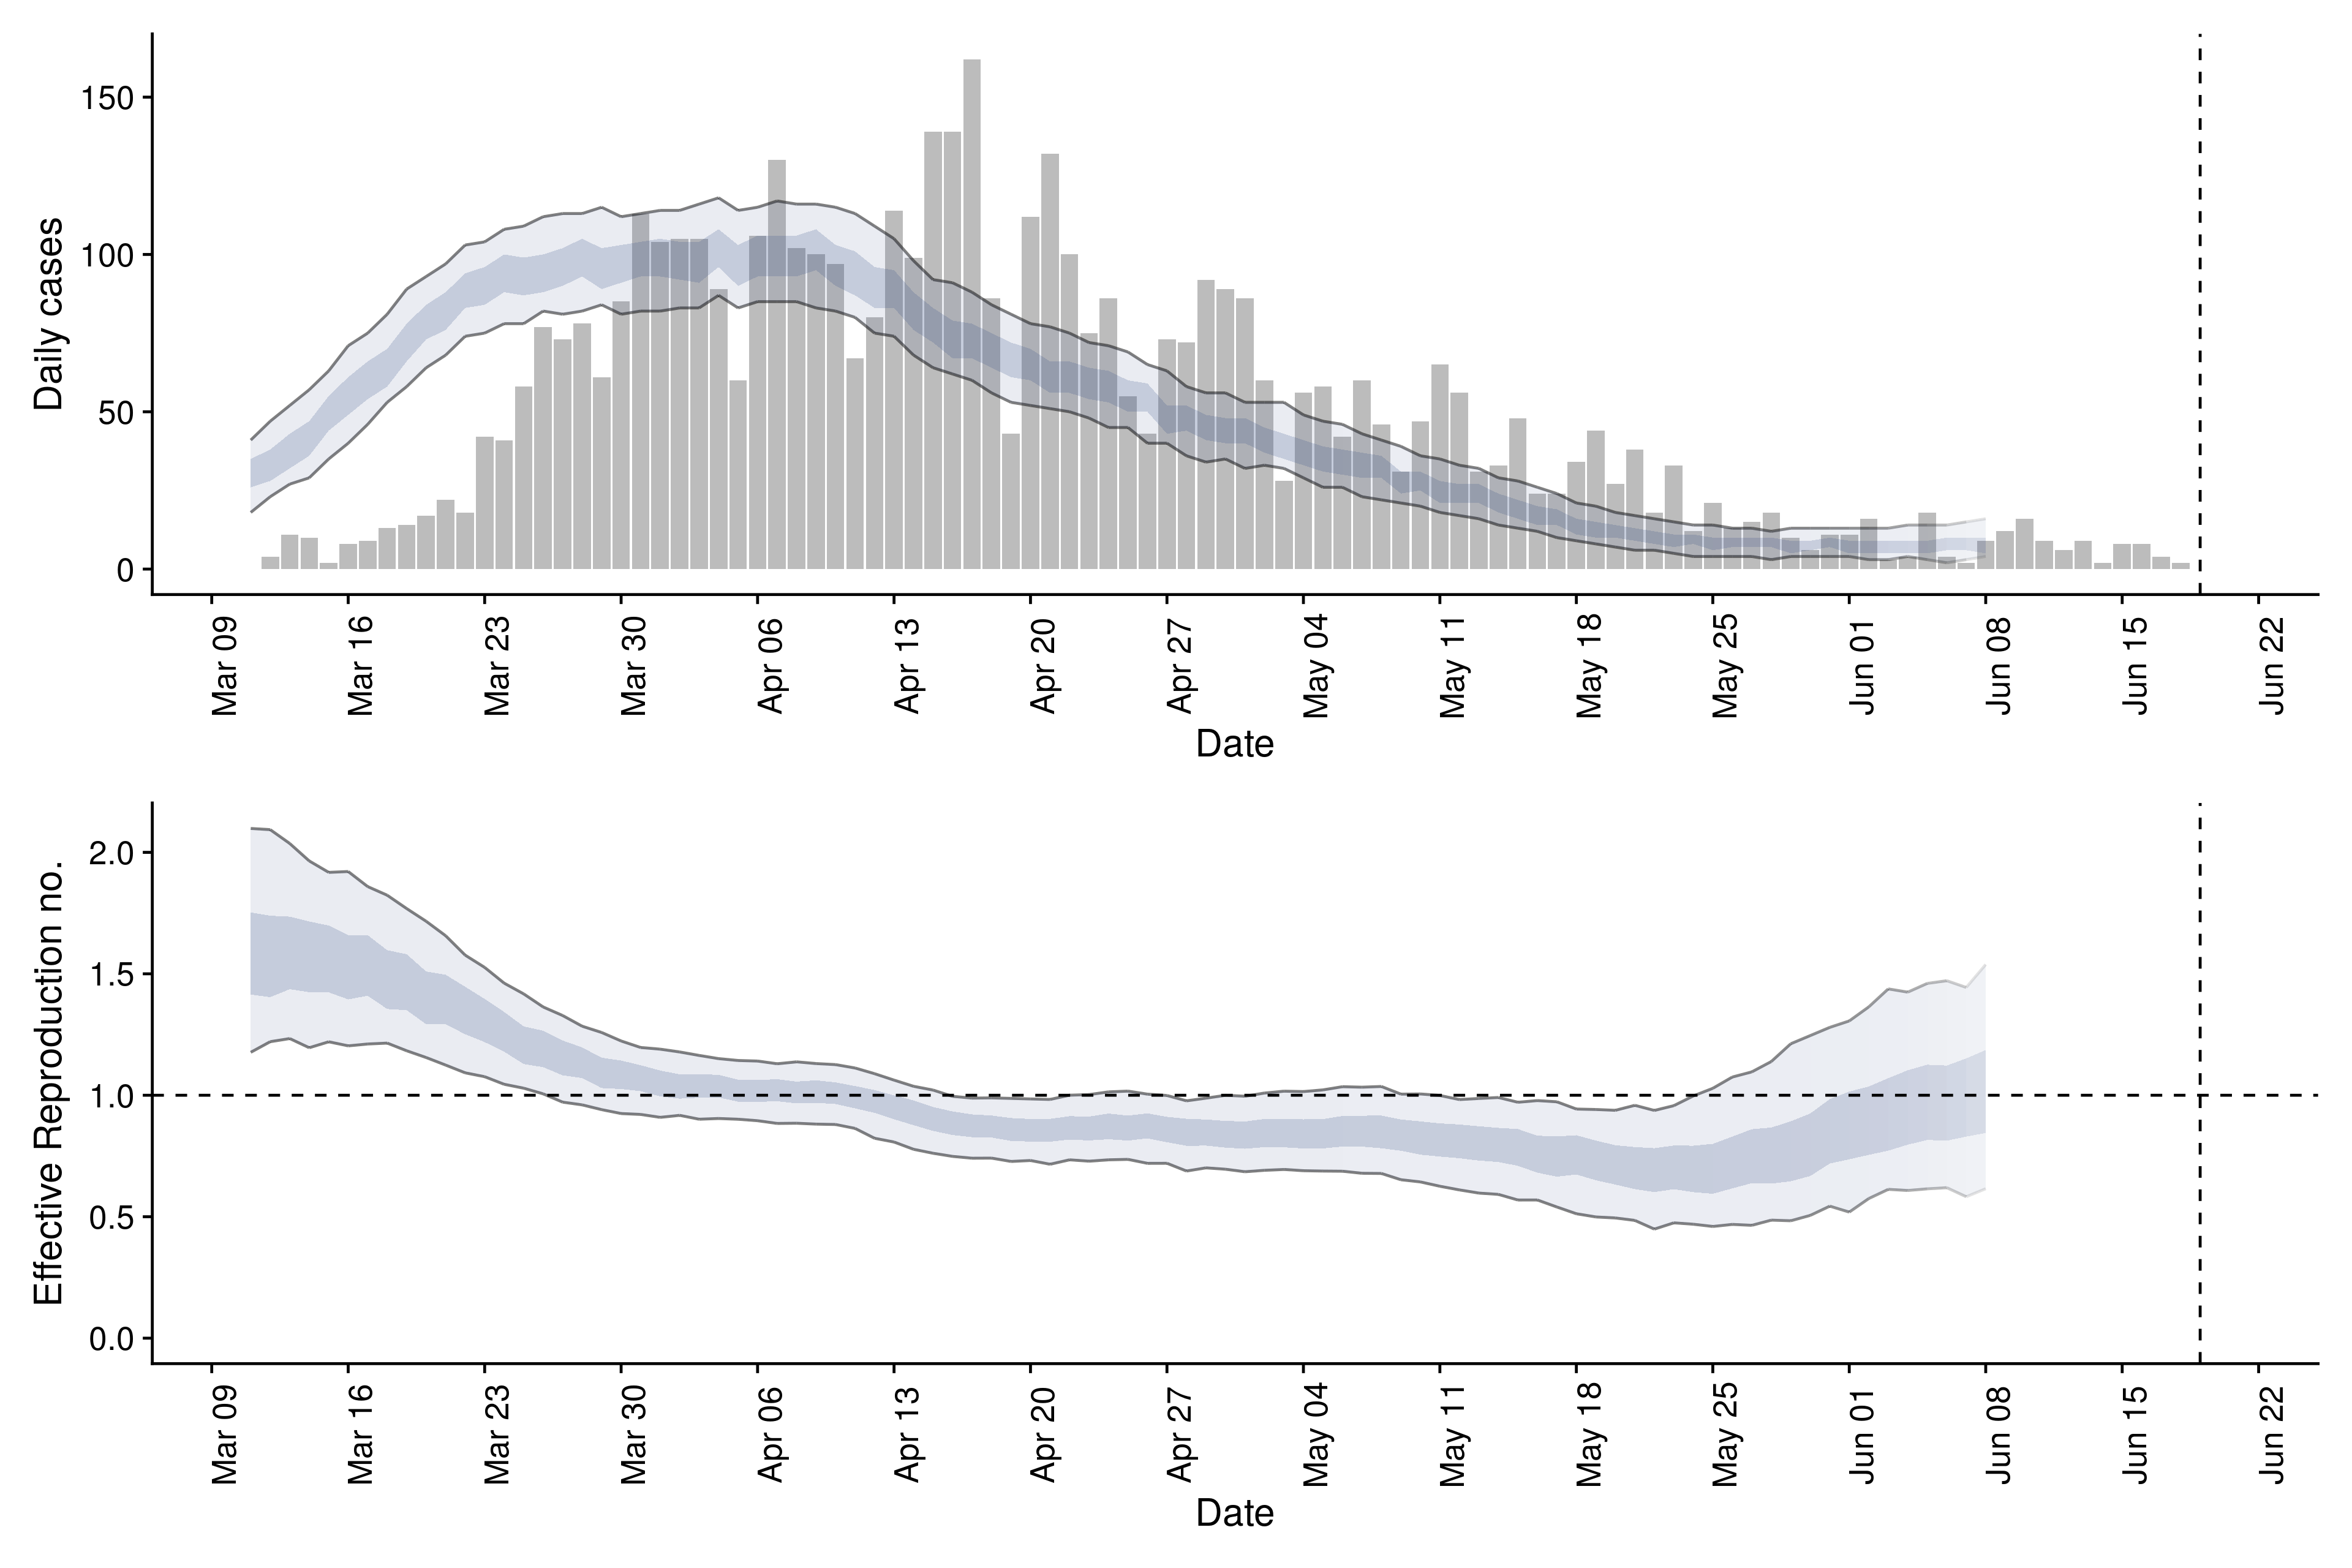 Daily cases
150
100
50
0
Mar 09
Mar 16
Mar 23
Mar 30
Apr 06
Apr 13
Apr 20
Apr 27
May 04
May 11
May 18
May 25
Jun 01
Jun 08
Jun 15
Jun 22
Date
Effective Reproduction no.
2.0
1.5
1.0
0.5
0.0
Mar 09
Mar 16
Mar 23
Mar 30
Apr 06
Apr 13
Apr 20
Apr 27
May 04
May 11
May 18
May 25
Jun 01
Jun 08
Jun 15
Jun 22
Date